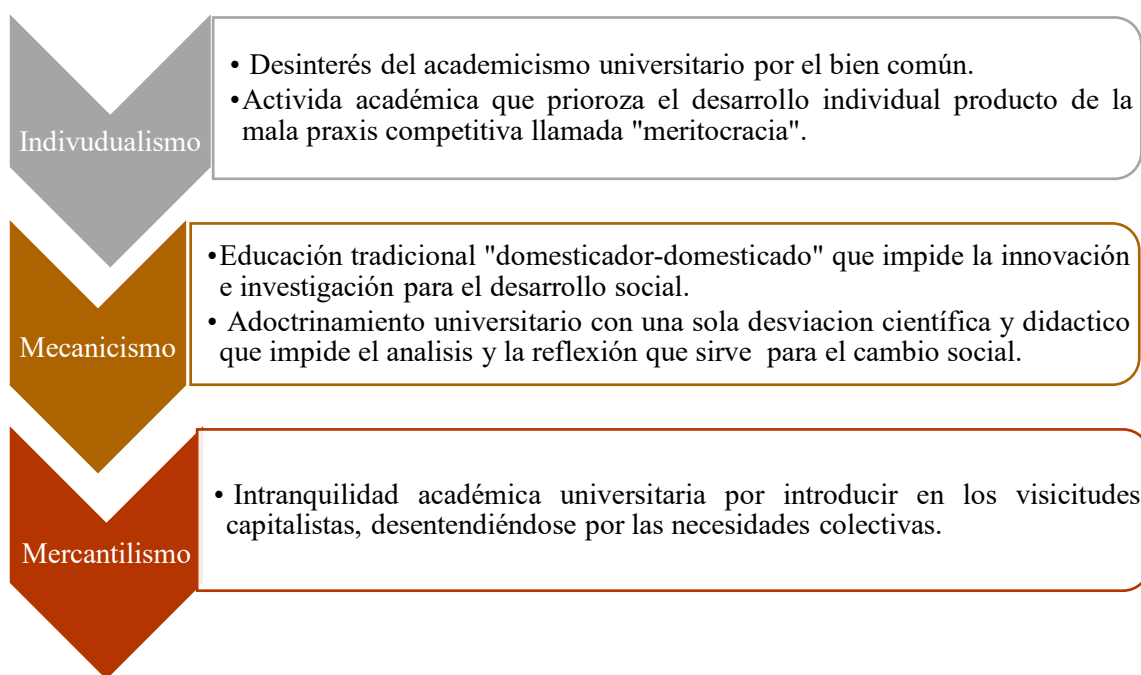 Indivudualismo
• Desinterés del academicismo universitario por el bien común.
•Activida académica que prioroza el desarrollo individual producto de la
mala praxis competitiva llamada "meritocracia".
Mecanicismo
•Educación tradicional "domesticador-domesticado" que impide la innovación
e investigación para el desarrollo social.
• Adoctrinamiento universitario con una sola desviacion científica y didactico
que impide el analisis y la reflexión que sirve para el cambio social.
Mercantilismo
• Intranquilidad académica universitaria por introducir en los visicitudes
capitalistas, desentendiéndose por las necesidades colectivas.